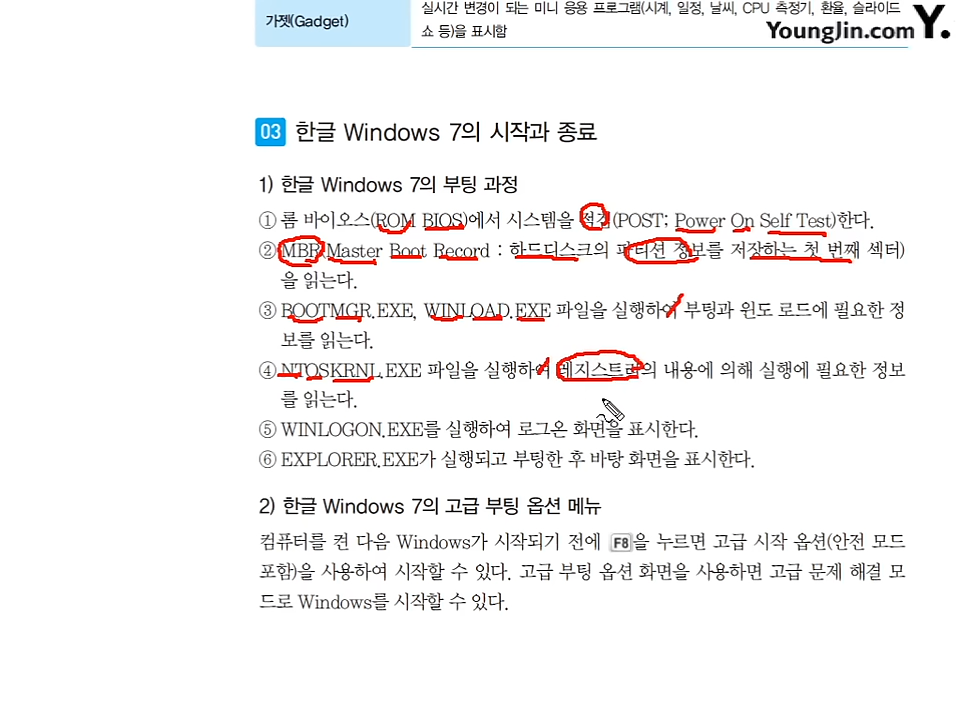 실시간 변경이 되는 미니 응용 프로그램(시계, 일정, 날씨, CPU 측정기, 환율, 슬라이드
가젯(Gadget)
쇼 등)을 표시함
YoungJin.com Y.
03 한글 Windows 7의 시작과 종료
1) 한글 Windows 7의 부팅 과정
① 롬 바이오스(ROM BIOS)에서 시스템을 점검(POST; Power On Self Test)한다.
② MBR(Master Boot Record : 하드디스크의 파티션 정보를 저장하는 첫 번째 섹터)
을 읽는다.
③ BOOTMGR.EXE, WINLOAD.EXE 파일을 실행하여 부팅과 윈도 로드에 필요한 정
보를 읽는다.
④ NTOSKRNL.EXE 파일을 실행하여 레지스트리의 내용에 의해 실행에 필요한 정보
를 읽는다.
⑤ WINLOGON.EXE를 실행하여 로그온 화면을 표시한다.
⑥ EXPLORER.EXE가 실행되고 부팅한 후 바탕 화면을 표시한다.
2) 한글 Windows 7의 고급 부팅 옵션 메뉴
컴퓨터를 켠 다음 Windows가 시작되기 전에 F8을 누르면 고급 시작 옵션(안전 모드
포함)을 사용하여 시작할 수 있다. 고급 부팅 옵션 화면을 사용하면 고급 문제 해결 모
드로 Windows를 시작할 수 있다.